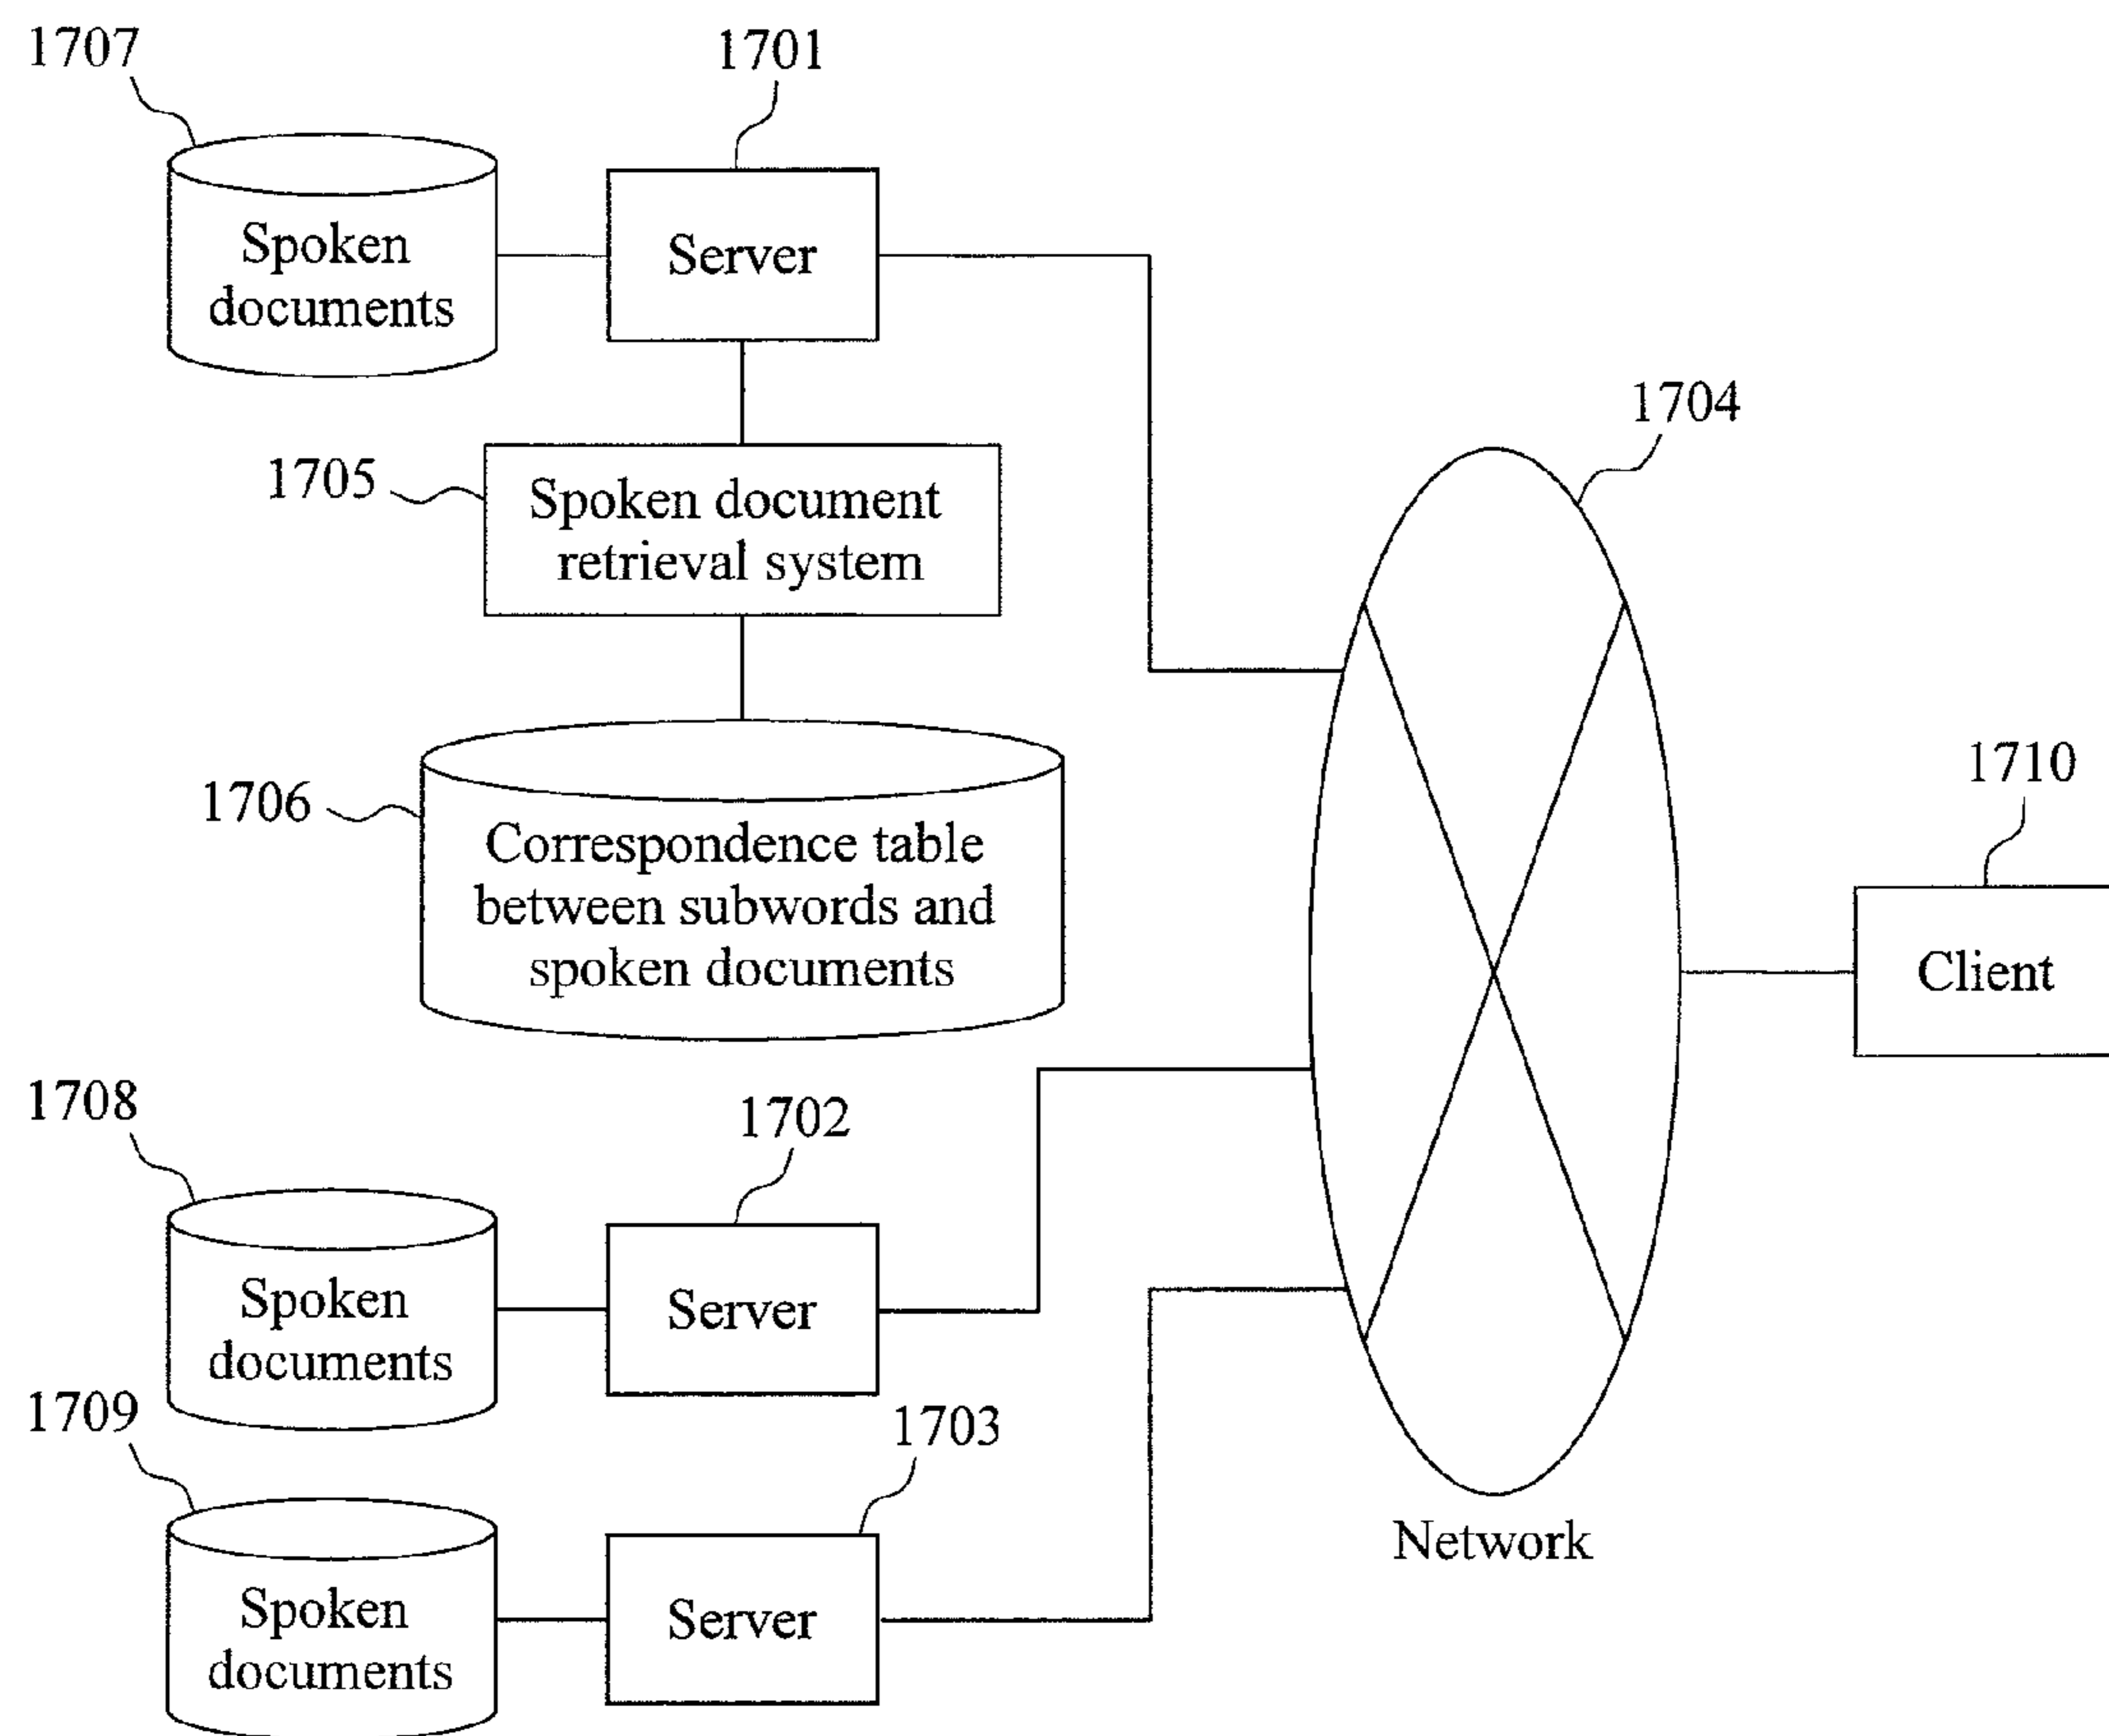 1707
1701
Spoken
documents
Server
1704
1705
Spoken document
retrieval system
1710
1706
Correspondence table
between subwords and
spoken documents
Client
1708
1702
Spoken
documents
Server
1709
1703
Network
Spoken
documents
Server